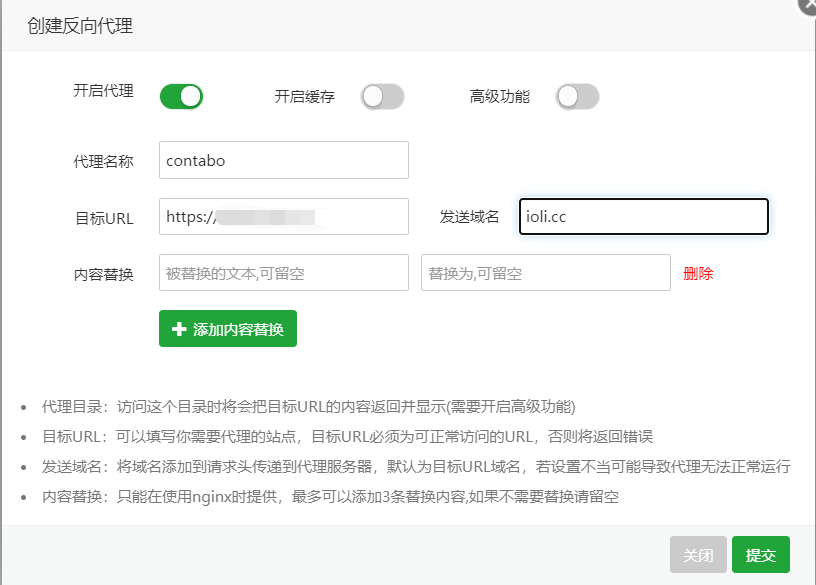 创建反向代理
开启代理 开启缓存 高级功能
代理名称 contabo
目标URL https:// 发送域名 ioli.cc
内容替换 被替换的文本,可留空 替换为,可留空 删除
添加内容替换
代理目录：访问这个目录时将会把目标URL的内容返回并显示(需要开启高级功能)
目标URL：可以填写你需要代理的站点，目标URL必须为可正常访问的URL，否则将返回错误
发送域名：将域名添加到请求头传递到代理服务器，默认为目标URL域名，若设置不当可能导致代理无法正常运行
内容替换：只能在使用nginx时提供，最多可以添加3条替换内容,如果不需要替换请留空
关闭 提交